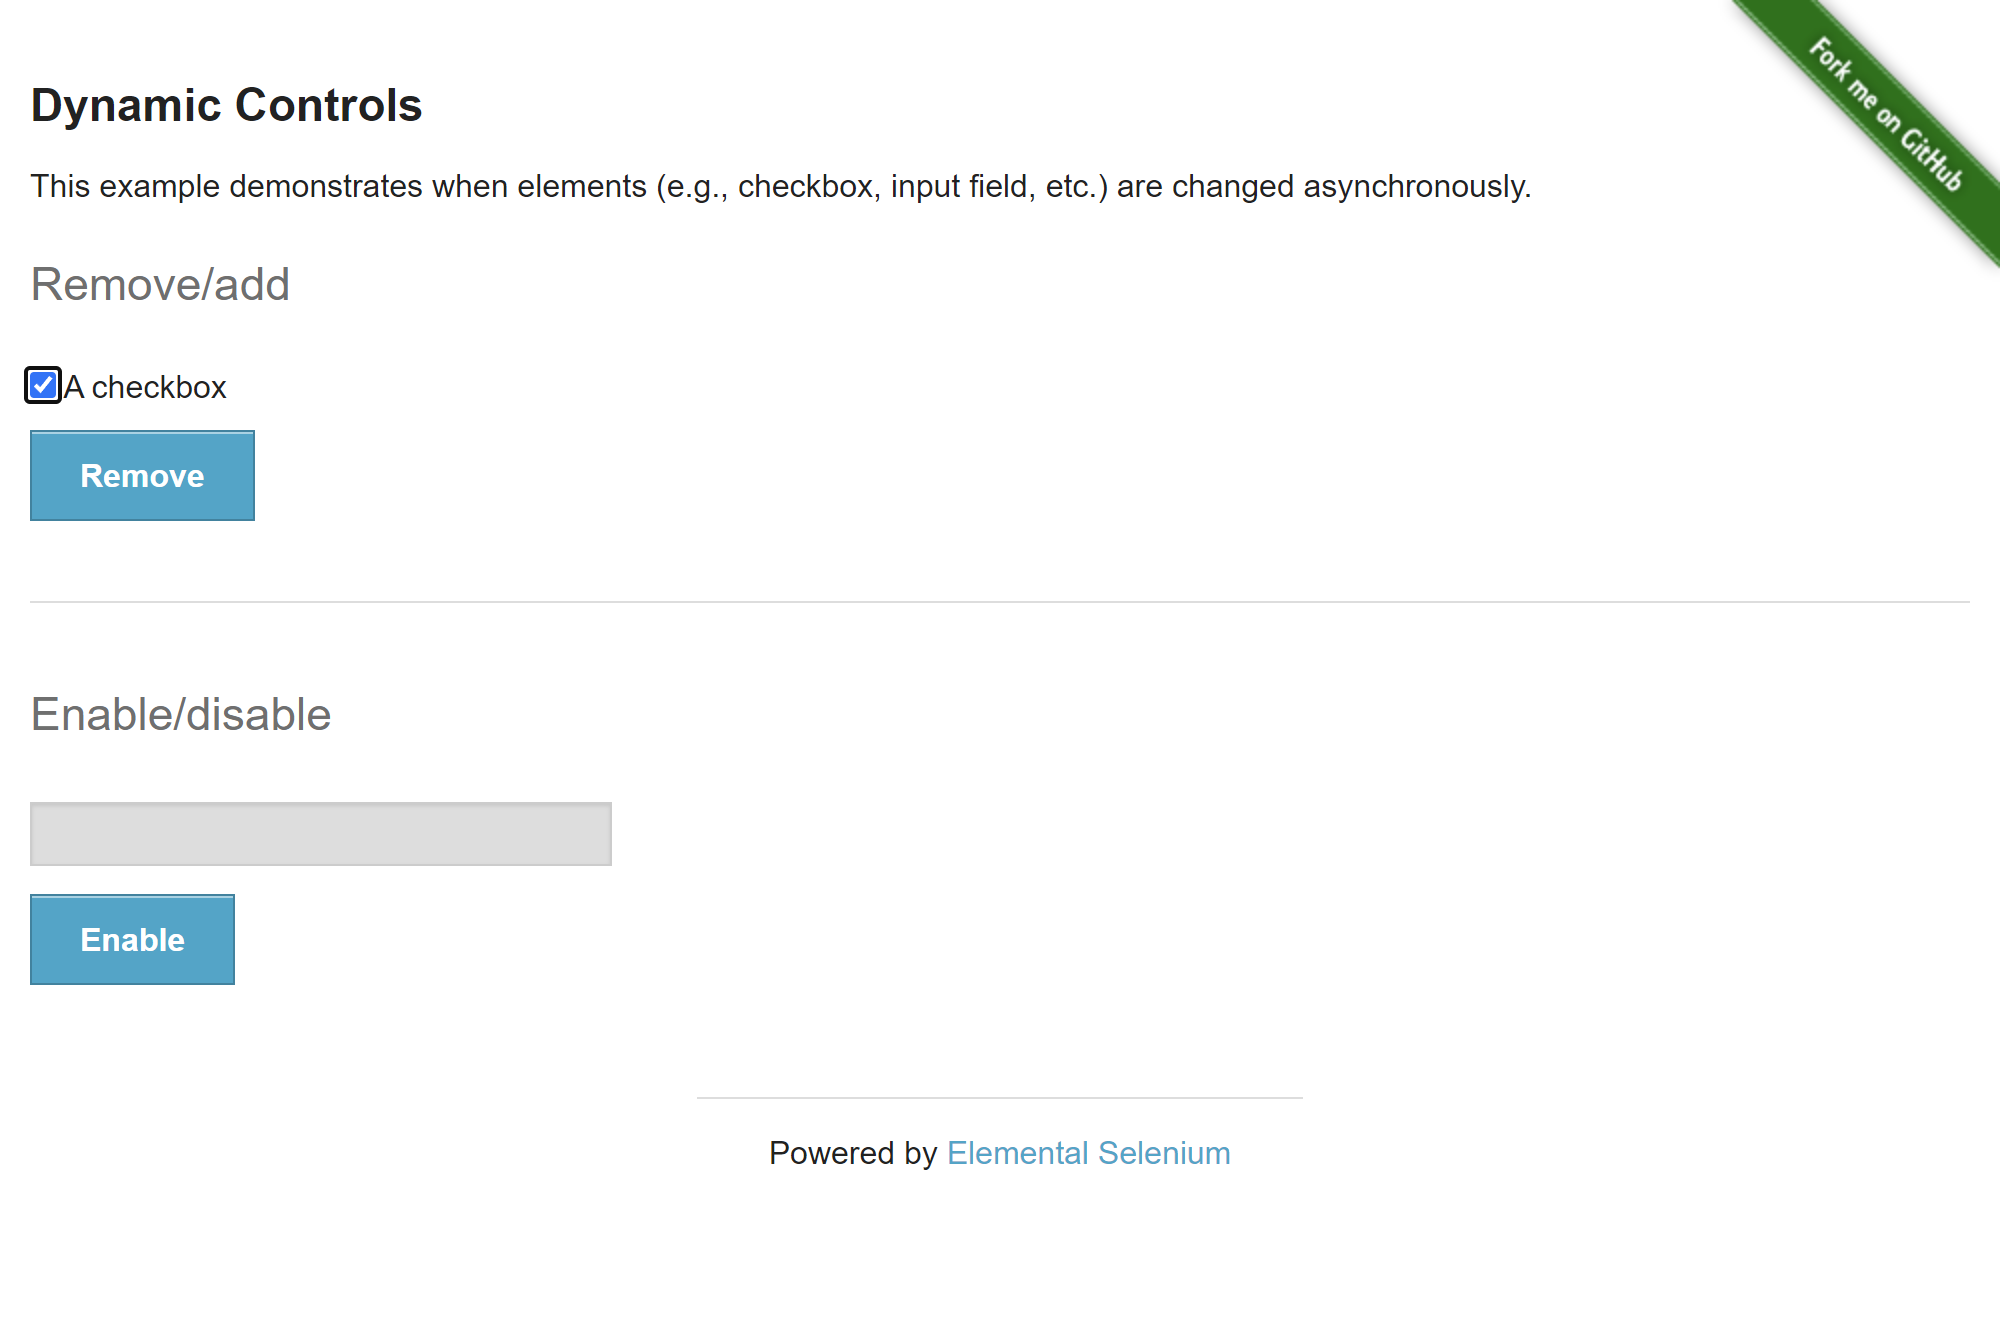 Fork me on GitHub
Dynamic Controls
This example demonstrates when elements (e.g., checkbox, input field, etc.) are changed asynchronously.
Remove/add
A checkbox
Remove
Enable/disable
Enable
Powered by Elemental Selenium